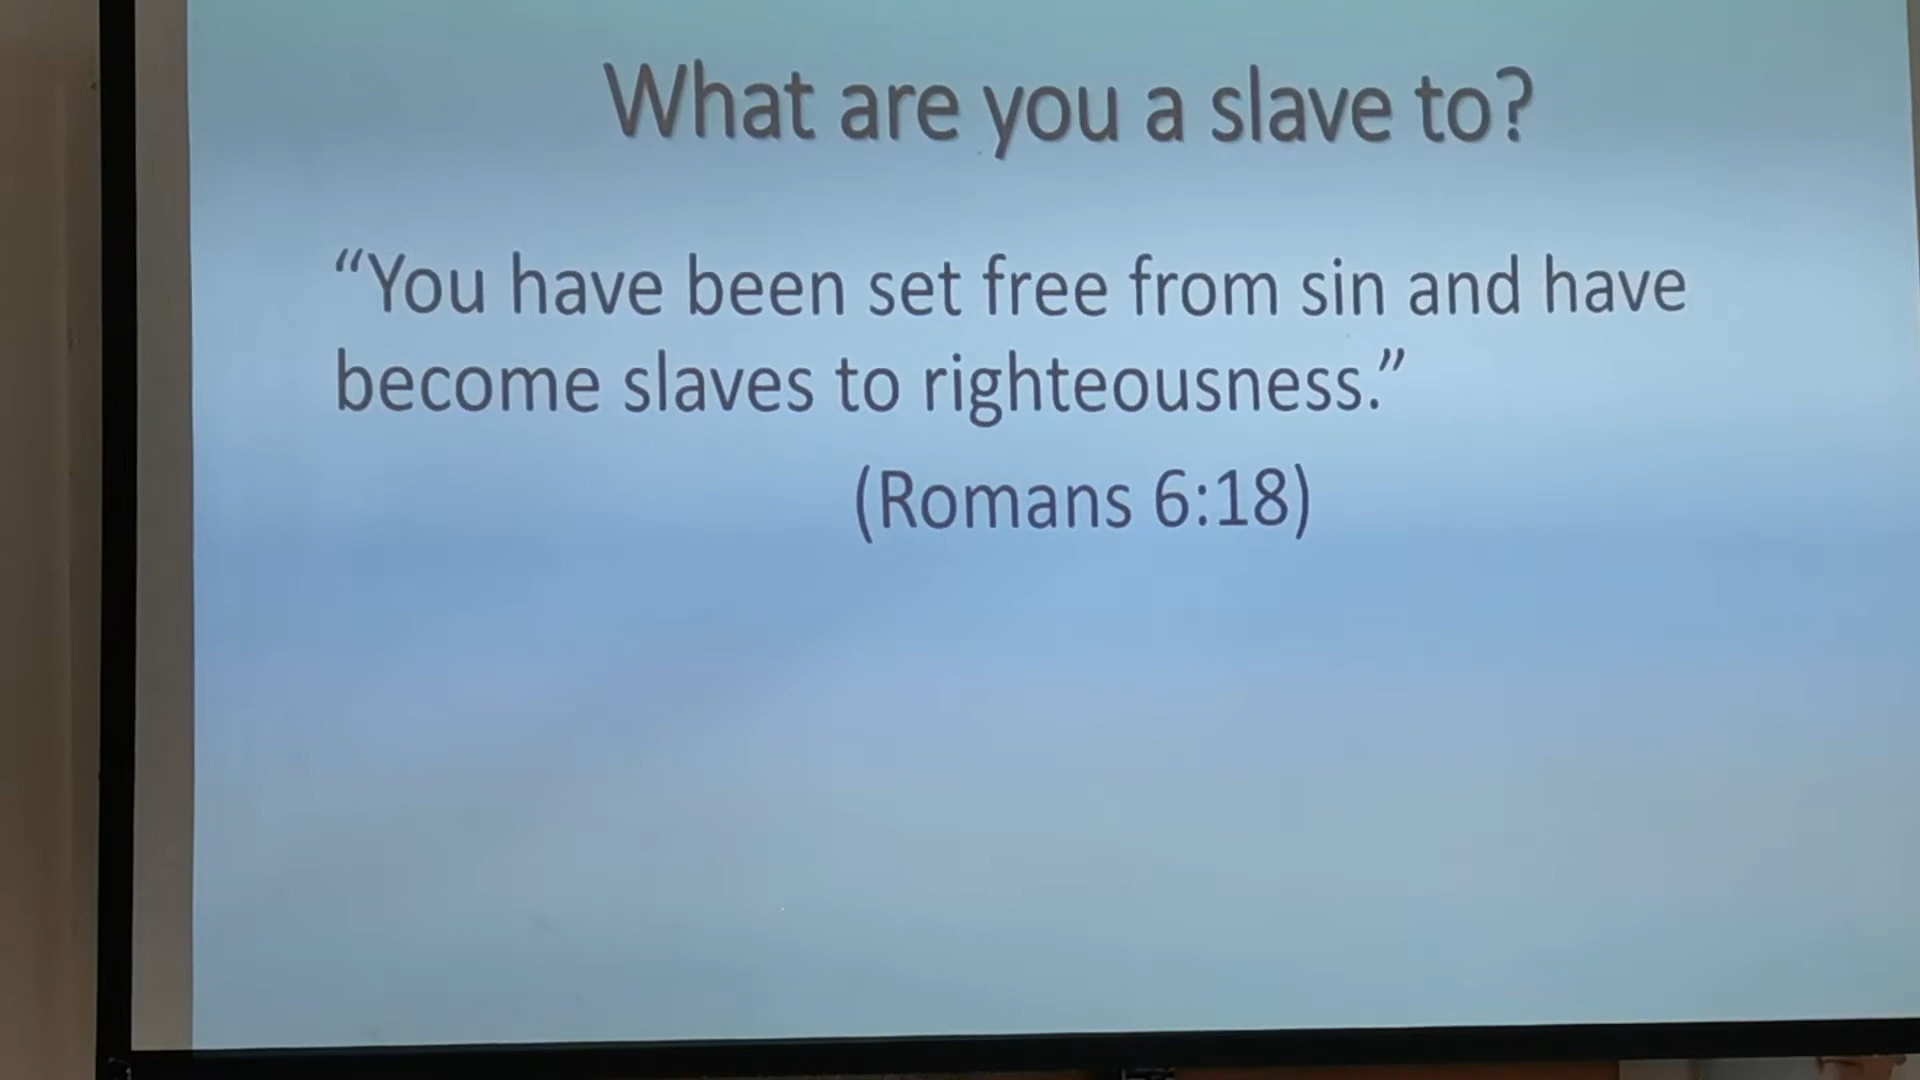 What are you a slave to?
“You have been set free from sin and have
become slaves to righteousness.”
(Romans 6:18)